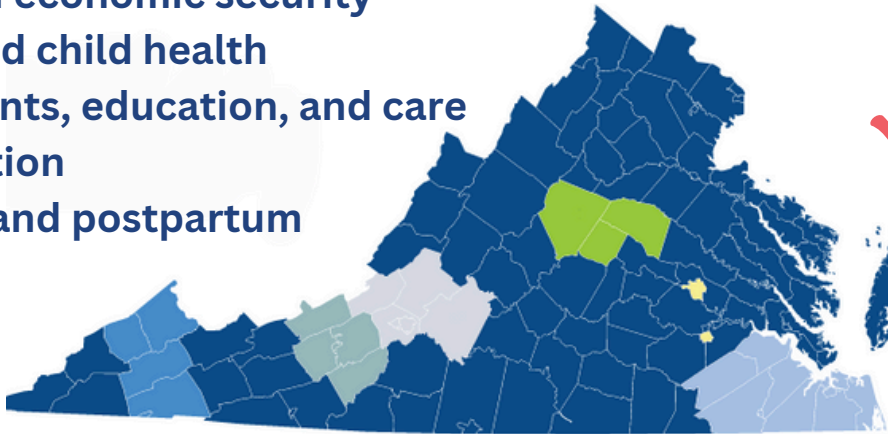 economic security
d child health
nts, education, and care
tion
and postpartum